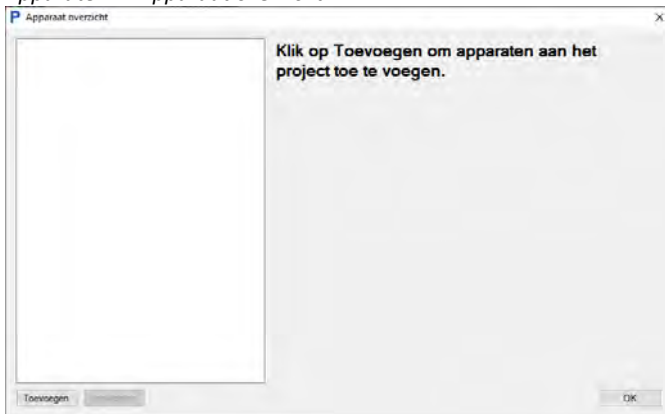 P Apparaat overzicht
X
Klik op Toevoegen om apparaten aan het
project toe te voegen.
Toevoegen
OK